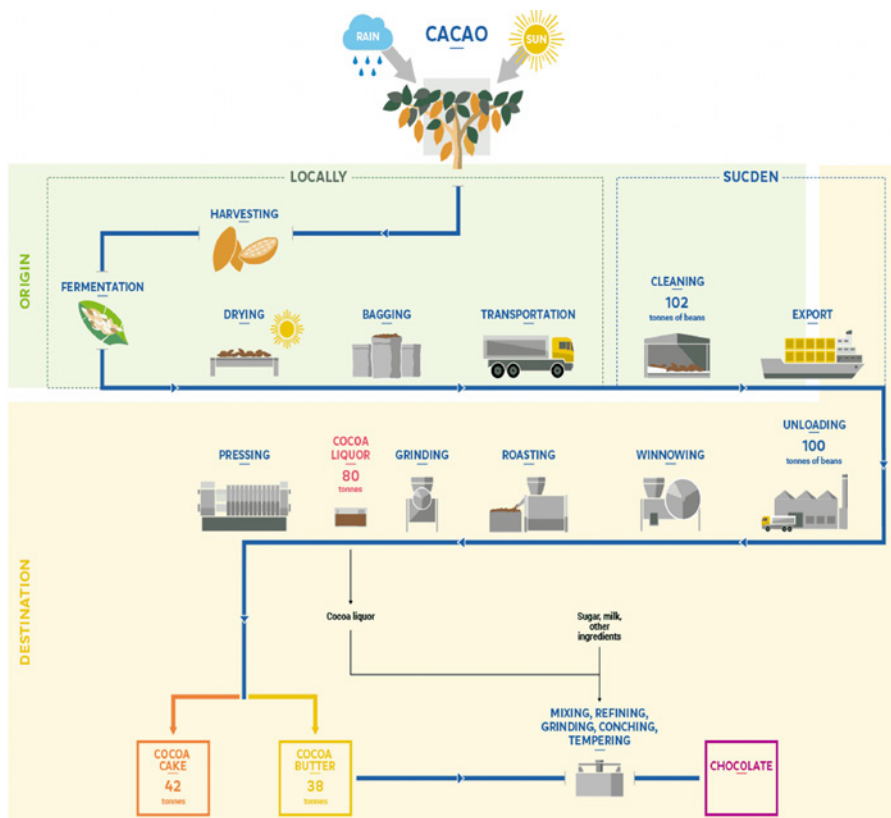 RAIN
CACAO
SUN
LOCALLY
SUCDEN
HARVESTING
ORIGIN
FERMENTATION
DRYING
BAGGING
TRANSPORTATION
CLEANING
102
tonnes of beans
EXPORT
UNLOADING
100
tonnes of beans
PRESSING
COCOA
LIQUOR
80
tonnes
GRINDING
ROASTING
WINNOWING
DESTINATION
Cocoa liquor
Sugar, milk,
other
ingredients
MIXING, REFINING,
GRINDING, CONCHING,
TEMPERING
COCOA
CAKE
42
tonnes
COCOA
BUTTER
38
tonnes
CHOCOLATE